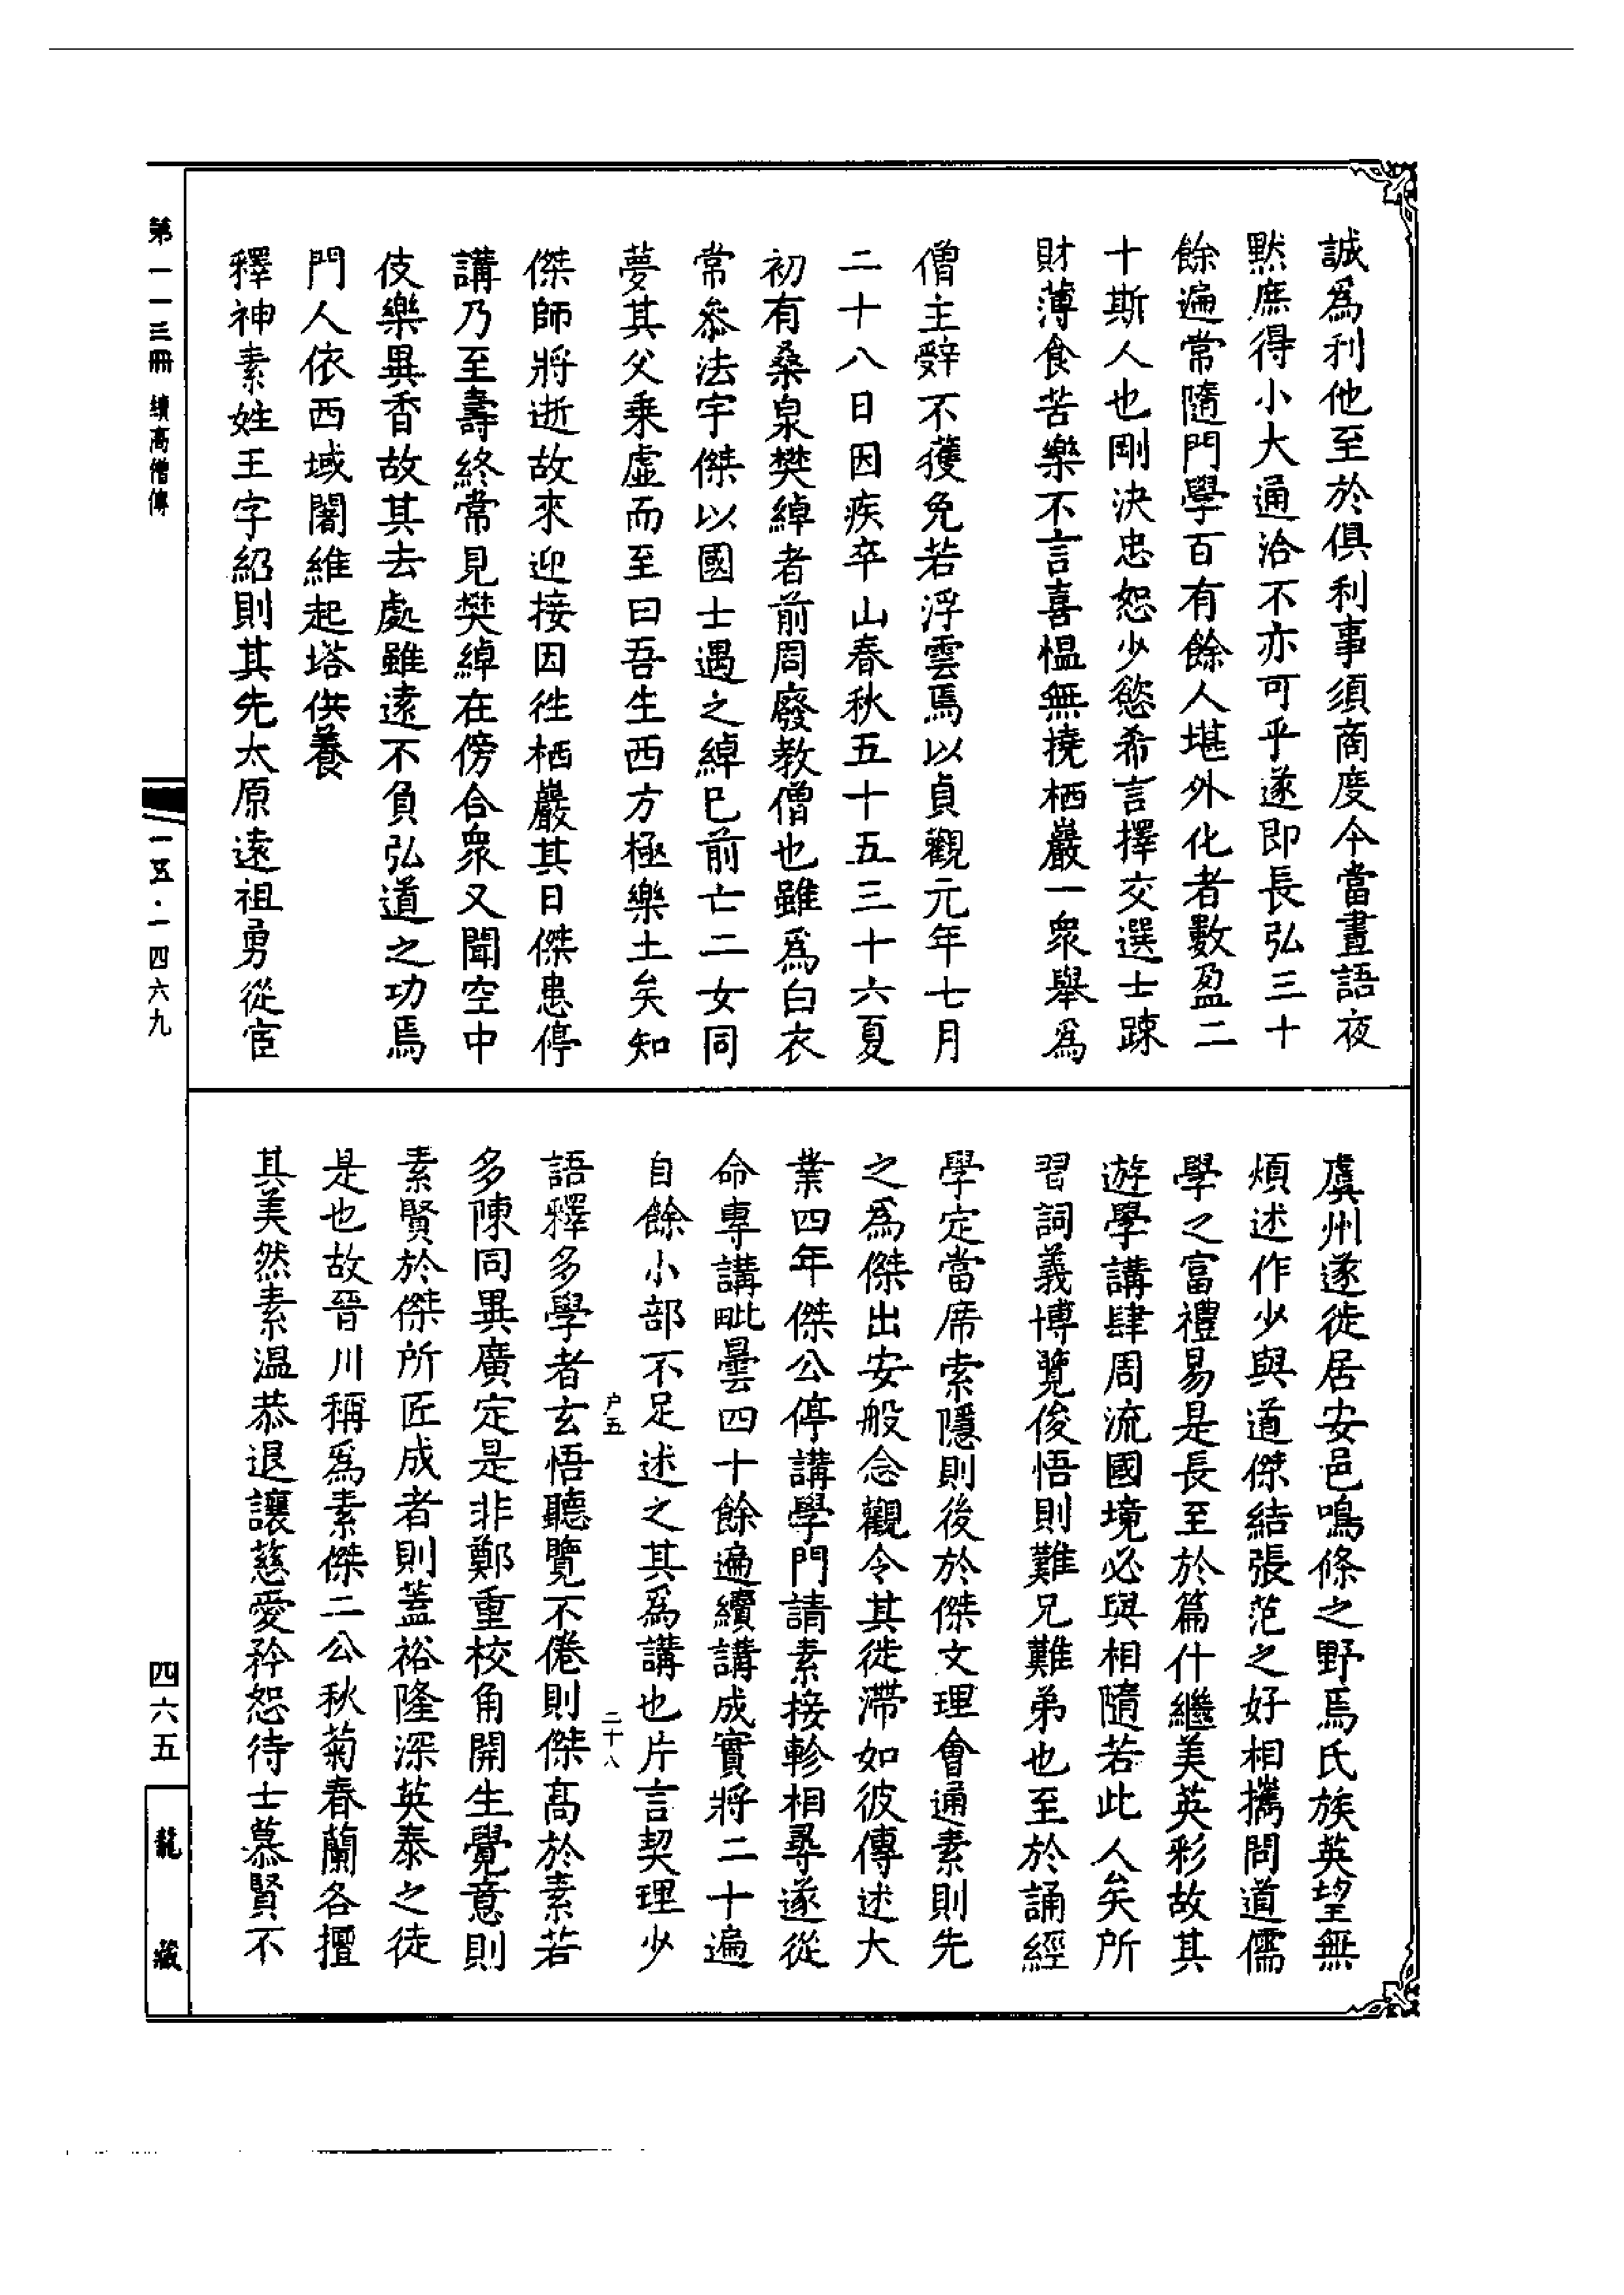 誠爲利他至於俱利事須商度今當晝語夜
默庶得小大通洽不亦可乎遂即長弘三十
餘遍常隨門學百有餘人堪外化者數盈二
十斯人也剛決忠恕少慾希言擇交選士踈
財薄食苦樂不言喜愠無撓栖巖一衆舉爲
僧主辭不獲免若浮雲焉以貞觀元年七月
二十八日因疾卒山春秋五十五三十六夏
初有桑泉樊綽者前周廢教僧也雖爲白衣
常叅法宇傑以國士遇之綽已前亡二女同
夢其父乗虛而至曰吾生西方極樂土矣知
傑師將逝故來迎接因徃栖巖其日傑患停
講乃至壽終常見樊綽在傍合衆又聞空中
伎樂異香故其去處雖遠不負弘道之功焉
門人依西域闍維起塔供養
釋神素姓王字紹則其先太原遠祖勇從宦
虞州遂徙居安邑鳴條之野焉氏族英望無
煩述作少與道傑結張范之好相攜問道儒
學之富禮易是長至於篇什繼美英彩故其
遊學講肆周流國境必與相隨若此人矣所
習詞義博覽俊悟則難兄難弟也至於誦經
學定當席索隱則後於傑文理會通素則先
之爲傑出安般念觀令其徙滯如彼傳述大
業四年傑公停講學門請素接軫相尋遂從
命專講毗曇四十餘遍續講成實將二十遍
自餘小部不足述之其爲講也片言契理少
户五 二十八
語釋多學者玄悟聽覽不倦則傑髙於素若
多陳同異廣定是非鄭重校角開生覺意則
素賢於傑所匠成者則蓋裕隆深英泰之徒
是也故晉川稱爲素傑二公秋菊春蘭各擅
其美然素温恭退讓慈愛矜恕待士慕賢不
第一一三冊 續高僧傳
一五·一四六九
四六五
龍藏